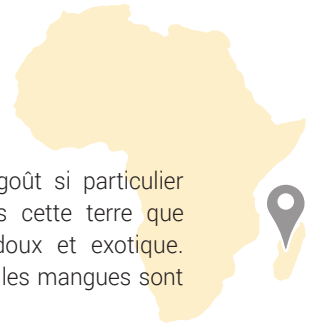 goût si particulier
s cette terre que
doux et exotique.
les mangues sont